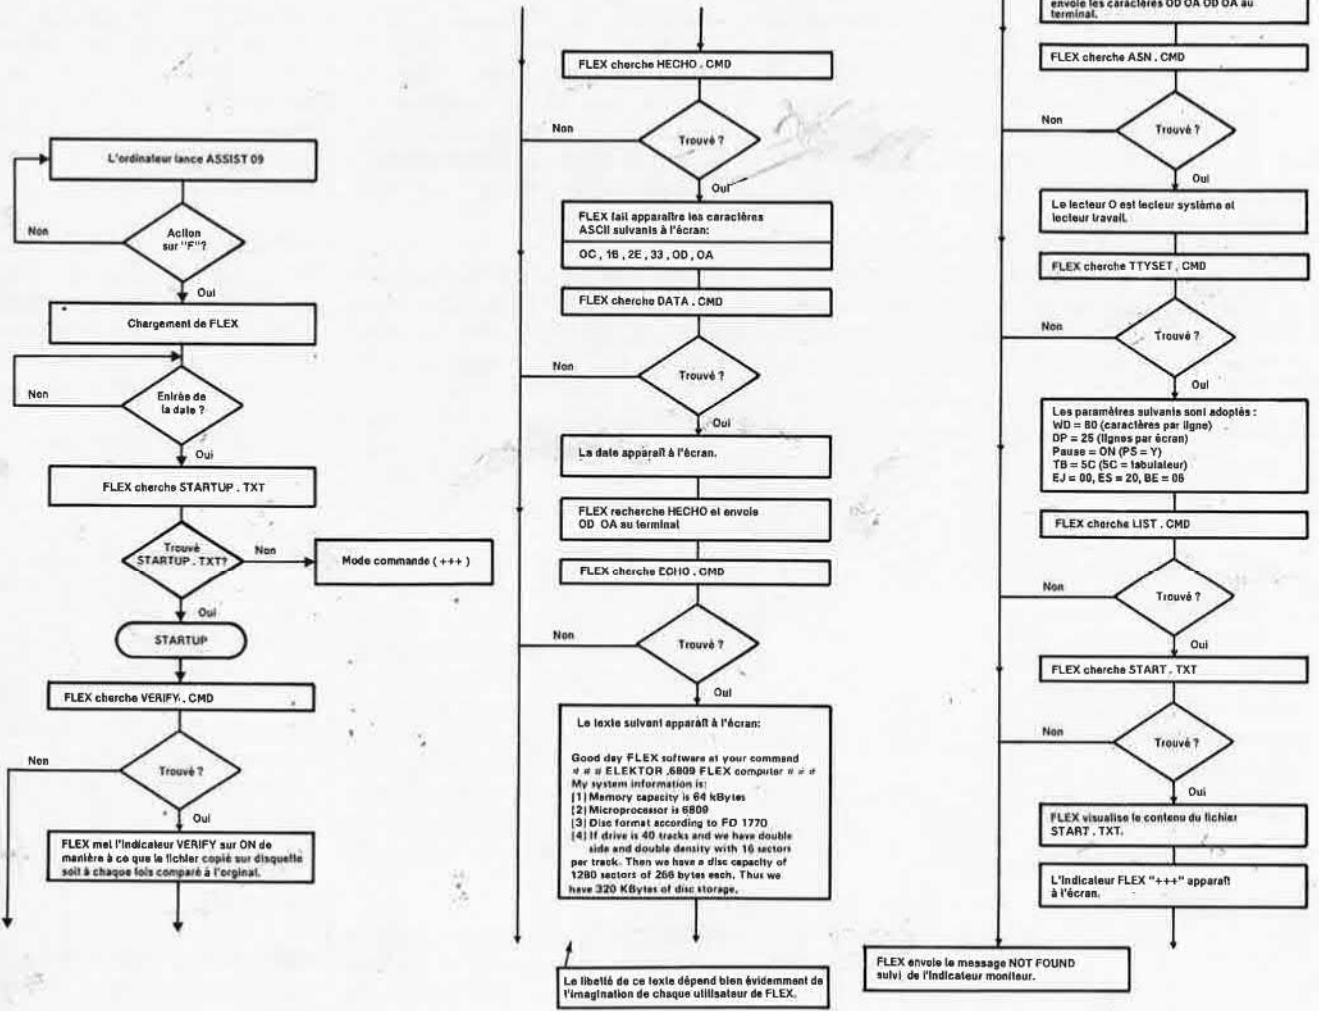 L'ordinateur lance ASSIST 09
Action
sur "F"?
Non
Oui
Chargement de FLEX
Entrée de
la date ?
Non
Oui
FLEX cherche STARTUP . TXT
Trouvé
STARTUP . TXT?
Non
Mode commande ( +++ )
Oui
STARTUP
FLEX cherche VERIFY . CMD
Non
Trouvé ?
Oui
FLEX met l'indicateur VERIFY sur ON de
manière à ce que le fichier copié sur disquette
soit à chaque fois comparé à l'orginal.
FLEX cherche HECHO . CMD
Non
Trouvé ?
Oui
FLEX fait apparaître les caractères
ASCII suivants à l'écran:
OC , 16 , 2E , 33 , OD , OA
FLEX cherche DATA . CMD
Non
Trouvé ?
Oui
La date apparaît à l'écran.
FLEX recherche HECHO et envoie
OD OA au terminal
FLEX cherche ECHO . CMD
Non
Trouvé ?
Oui
Le texte suivant apparaît à l'écran:
Good day FLEX software at your command
# # # ELEKTOR .6809 FLEX computer # # #
My system information is:
[1] Memory capacity is 64 kBytes
[2] Microprocessor is 6809
[3] Disc format according to FD 1770
[4] If drive is 40 tracks and we have double
side and double density with 16 sectors
per track. Then we have a disc capacity of
1280 sectors of 256 bytes each. Thus we
have 320 KBytes of disc storage.
Le libellé de ce texte dépend bien évidemment de
l'imagination de chaque utilisateur de FLEX.
envoie les caractères OD OA OD OA au
terminal.
FLEX cherche ASN . CMD
Non
Trouvé ?
Oui
Le lecteur O est lecteur système et
lecteur travail.
FLEX cherche TTYSET . CMD
Non
Trouvé ?
Oui
Les paramètres suivants sont adoptés :
WD = 80 (caractères par ligne)
DP = 25 (lignes par écran)
Pause = ON (PS = Y)
TB = 5C (5C = tabulateur)
EJ = 00, ES = 20, BE = 06
FLEX cherche LIST . CMD
Non
Trouvé ?
Oui
FLEX cherche START . TXT
Non
Trouvé ?
Oui
FLEX visualise le contenu du fichier
START . TXT.
L'indicateur FLEX "+++" apparaît
à l'écran.
FLEX envoie le message NOT FOUND
suivi de l'indicateur moniteur.